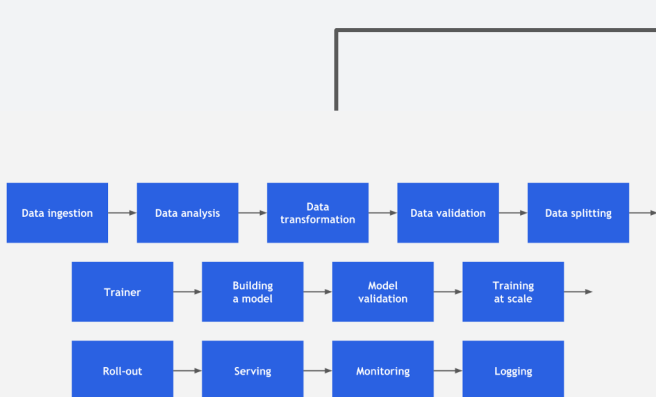 Data ingestion
Data analysis
Data
transformation
Data validation
Data splitting
Trainer
Building
a model
Model
validation
Training
at scale
Roll-out
Serving
Monitoring
Logging